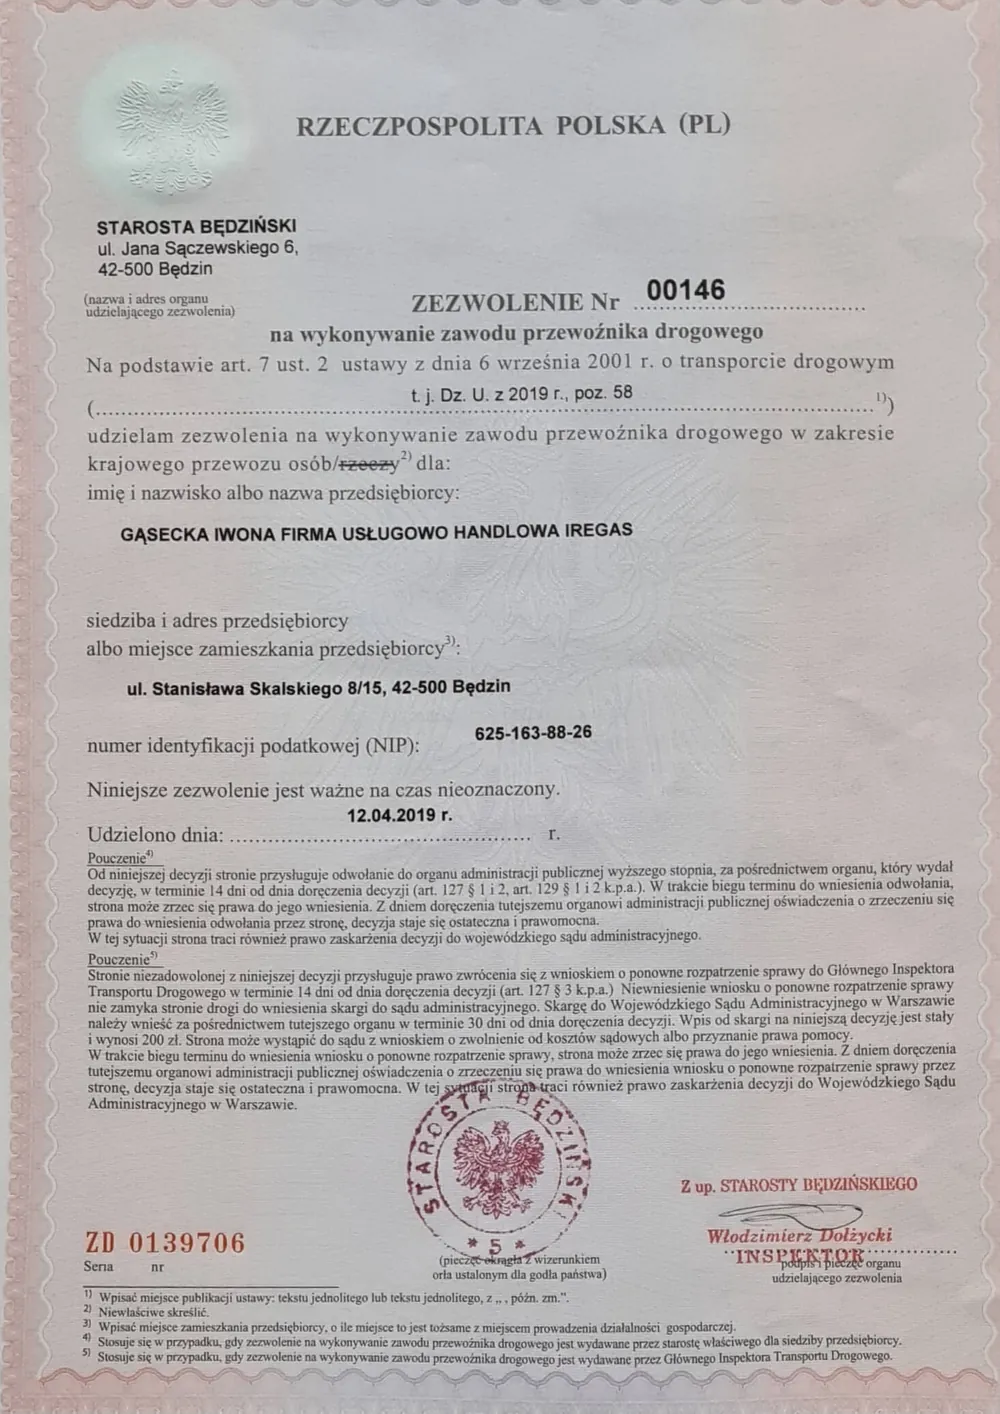 RZECZPOSPOLITA POLSKA (PL)
STAROSTA BĘDZIŃSKI
ul. Jana Sączewskiego 6,
42-500 Będzin
(nazwa i adres organu
udzielającego zezwolenia)
ZEZWOLENIE Nr 00146
na wykonywanie zawodu przewoźnika drogowego
Na podstawie art. 7 ust. 2 ustawy z dnia 6 września 2001 r. o transporcie drogowym
(t. j. Dz. U. z 2019 r., poz. 58 1))
udzielam zezwolenia na wykonywanie zawodu przewoźnika drogowego w zakresie
krajowego przewozu osób/rzeczy2) dla:
imię i nazwisko albo nazwa przedsiębiorcy:
GĄSECKA IWONA FIRMA USŁUGOWO HANDLOWA IREGAS
siedziba i adres przedsiębiorcy
albo miejsce zamieszkania przedsiębiorcy3):
ul. Stanisława Skalskiego 8/15, 42-500 Będzin
numer identyfikacji podatkowej (NIP): 625-163-88-26
Niniejsze zezwolenie jest ważne na czas nieoznaczony.
Udzielono dnia: 12.04.2019 r. r.
Pouczenie4)
Od niniejszej decyzji stronie przysługuje odwołanie do organu administracji publicznej wyższego stopnia, za pośrednictwem organu, który wydał
decyzję, w terminie 14 dni od dnia doręczenia decyzji (art. 127 § 1 i 2, art. 129 § 1 i 2 k.p.a.). W trakcie biegu terminu do wniesienia odwołania,
strona może zrzec się prawa do jego wniesienia. Z dniem doręczenia tutejszemu organowi administracji publicznej oświadczenia o zrzeczeniu się
prawa do wniesienia odwołania przez stronę, decyzja staje się ostateczna i prawomocna.
W tej sytuacji strona traci również prawo zaskarżenia decyzji do wojewódzkiego sądu administracyjnego.
Pouczenie5)
Stronie niezadowolonej z niniejszej decyzji przysługuje prawo zwrócenia się z wnioskiem o ponowne rozpatrzenie sprawy do Głównego Inspektora
Transportu Drogowego w terminie 14 dni od dnia doręczenia decyzji (art. 127 § 3 k.p.a.) Niewniesienie wniosku o ponowne rozpatrzenie sprawy
nie zamyka stronie drogi do wniesienia skargi do sądu administracyjnego. Skargę do Wojewódzkiego Sądu Administracyjnego w Warszawie
należy wnieść za pośrednictwem tutejszego organu w terminie 30 dni od dnia doręczenia decyzji. Wpis od skargi na niniejszą decyzję jest stały
i wynosi 200 zł. Strona może wystąpić do sądu z wnioskiem o zwolnienie od kosztów sądowych albo przyznanie prawa pomocy.
W trakcie biegu terminu do wniesienia wniosku o ponowne rozpatrzenie sprawy, strona może zrzec się prawa do jego wniesienia. Z dniem doręczenia
tutejszemu organowi administracji publicznej oświadczenia o zrzeczeniu się prawa do wniesienia wniosku o ponowne rozpatrzenie sprawy przez
stronę, decyzja staje się ostateczna i prawomocna. W tej sytuacji strona traci również prawo zaskarżenia decyzji do Wojewódzkiego Sądu
Administracyjnego w Warszawie.
STAROSTA BĘDZIŃSKI
* 5 *
Z up. STAROSTY BĘDZIŃSKIEGO
Włodzimierz Dołżycki
INSPEKTOR
podpis i pieczęć organu
udzielającego zezwolenia
ZD 0139706
Seria nr
(pieczęć okrągła z wizerunkiem
orła ustalonym dla godła państwa)
1) Wpisać miejsce publikacji ustawy: tekstu jednolitego lub tekstu jednolitego, z „ , późn. zm.”.
2) Niewłaściwe skreślić.
3) Wpisać miejsce zamieszkania przedsiębiorcy, o ile miejsce to jest tożsame z miejscem prowadzenia działalności gospodarczej.
4) Stosuje się w przypadku, gdy zezwolenie na wykonywanie zawodu przewoźnika drogowego jest wydawane przez starostę właściwego dla siedziby przedsiębiorcy.
5) Stosuje się w przypadku, gdy zezwolenie na wykonywanie zawodu przewoźnika drogowego jest wydawane przez Głównego Inspektora Transportu Drogowego.